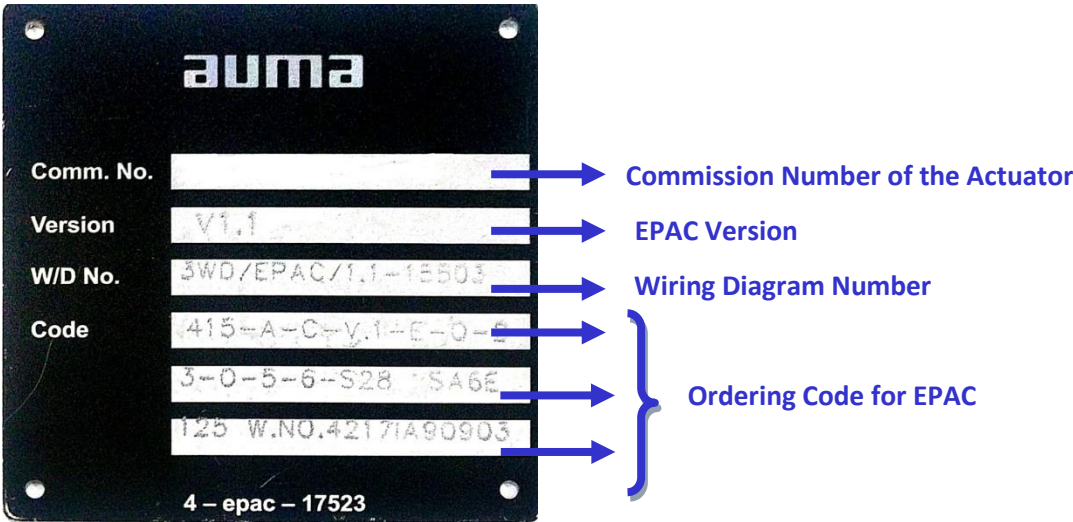 auma
Comm. No.
Commission Number of the Actuator
Version V1.1
EPAC Version
W/D No. 3WD/EPAC/1.1-15503
Wiring Diagram Number
Code 415-A-C-V.1-E-0-2
3-0-5-6-S28 SA6E
Ordering Code for EPAC
125 W.NO.42171A90903
4 – epac – 17523